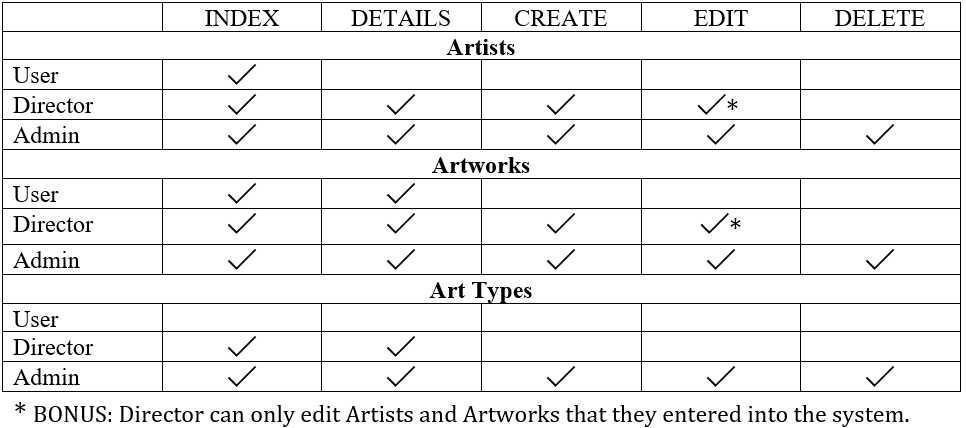 INDEX DETAILS CREATE EDIT DELETE
Artists
User ✓
Director ✓ ✓ ✓ ✓*
Admin ✓ ✓ ✓ ✓ ✓
Artworks
User ✓ ✓
Director ✓ ✓ ✓ ✓*
Admin ✓ ✓ ✓ ✓ ✓
Art Types
User
Director ✓ ✓
Admin ✓ ✓ ✓ ✓ ✓
* BONUS: Director can only edit Artists and Artworks that they entered into the system.